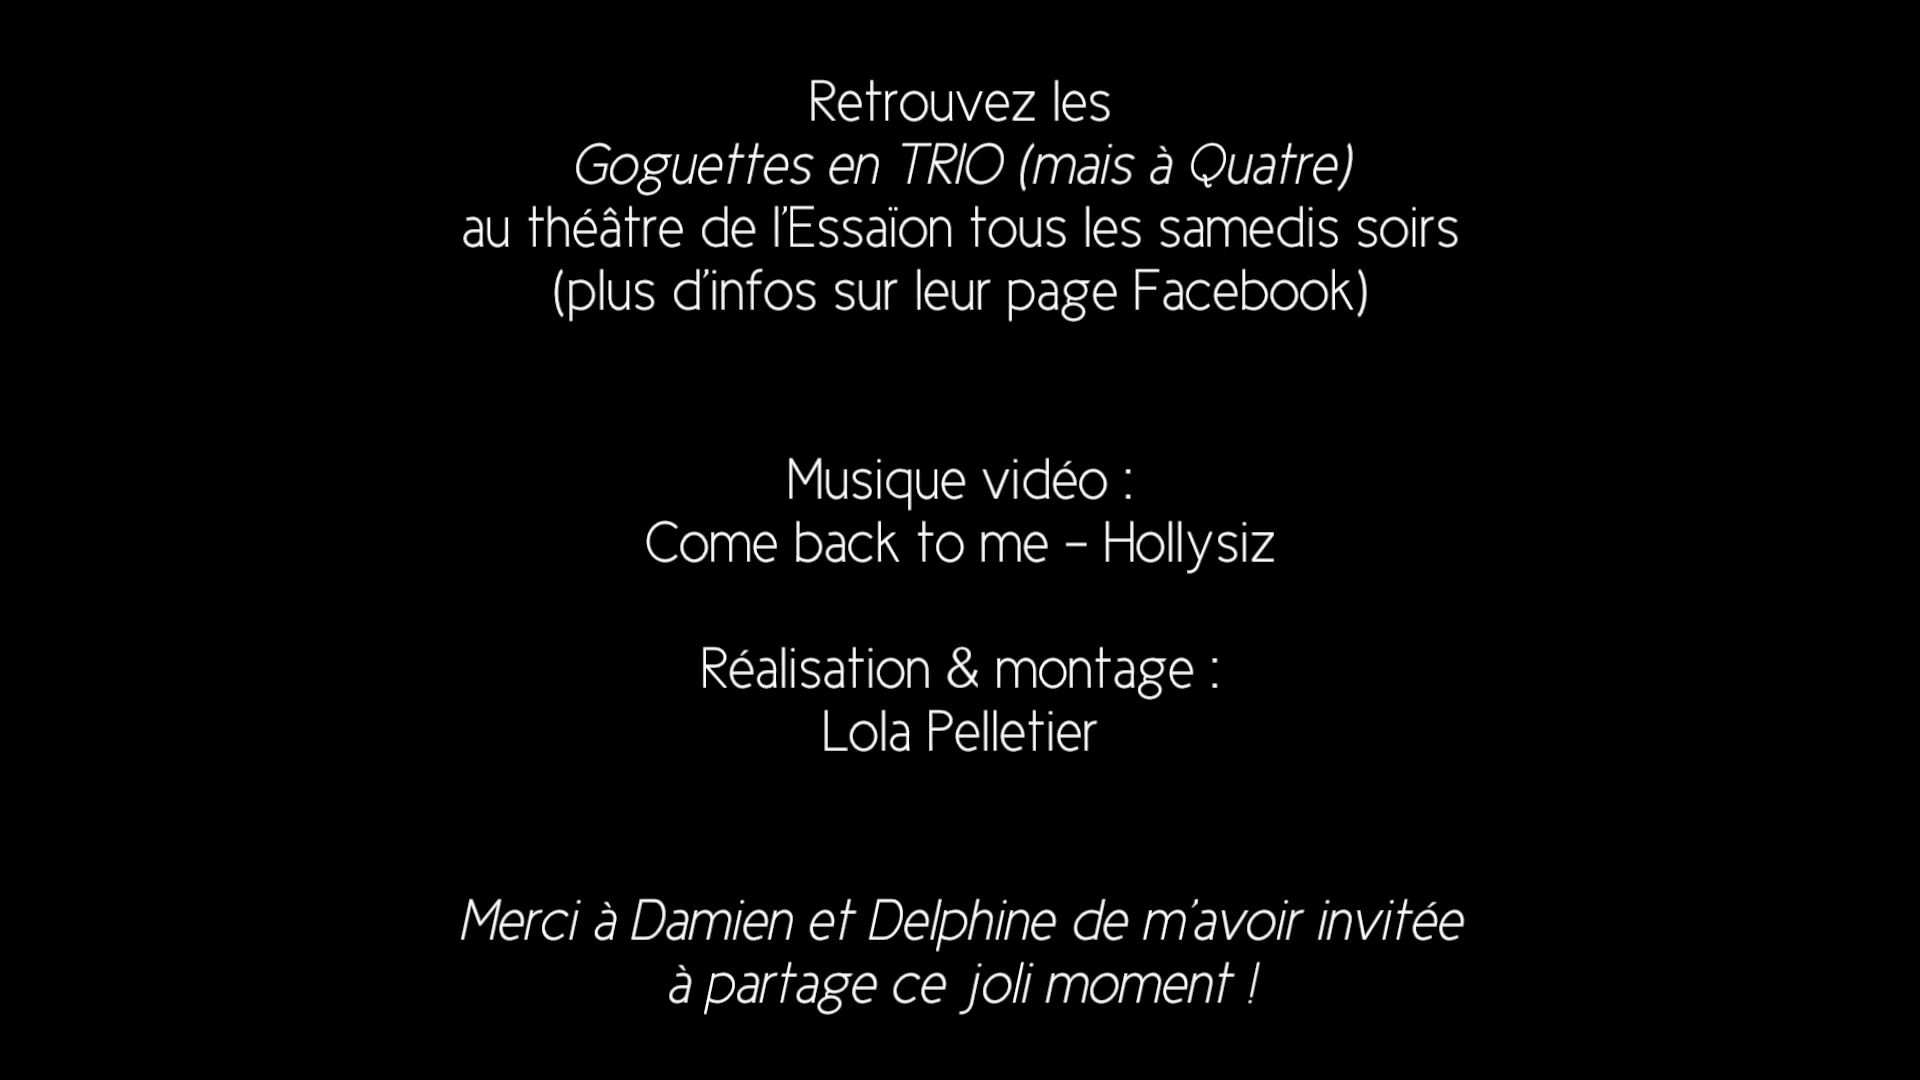 Retrouvez les
Goguettes en TRIO (mais à Quatre)
au théâtre de l'Essaïon tous les samedis soirs
(plus d'infos sur leur page Facebook)
Musique vidéo :
Come back to me - Hollysiz
Réalisation & montage :
Lola Pelletier
Merci à Damien et Delphine de m'avoir invitée
à partage ce joli moment !